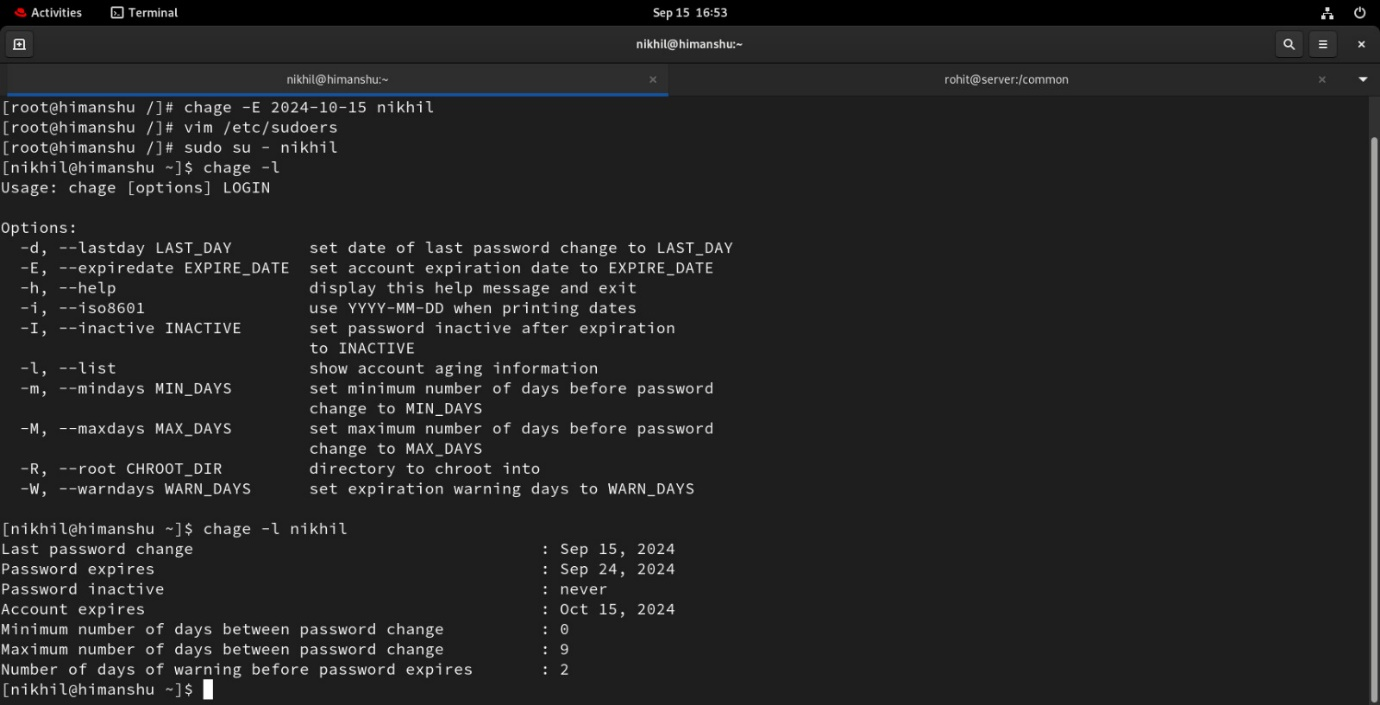 Activities Terminal Sep 15 16:53
nikhil@himanshu:~
nikhil@himanshu:~ rohit@server:/common
[root@himanshu /]# chage -E 2024-10-15 nikhil
[root@himanshu /]# vim /etc/sudoers
[root@himanshu /]# sudo su - nikhil
[nikhil@himanshu ~]$ chage -l
Usage: chage [options] LOGIN
Options:
-d, --lastday LAST_DAY set date of last password change to LAST_DAY
-E, --expiredate EXPIRE_DATE set account expiration date to EXPIRE_DATE
-h, --help display this help message and exit
-i, --iso8601 use YYYY-MM-DD when printing dates
-I, --inactive INACTIVE set password inactive after expiration
to INACTIVE
-l, --list show account aging information
-m, --mindays MIN_DAYS set minimum number of days before password
change to MIN_DAYS
-M, --maxdays MAX_DAYS set maximum number of days before password
change to MAX_DAYS
-R, --root CHROOT_DIR directory to chroot into
-W, --warndays WARN_DAYS set expiration warning days to WARN_DAYS
[nikhil@himanshu ~]$ chage -l nikhil
Last password change : Sep 15, 2024
Password expires : Sep 24, 2024
Password inactive : never
Account expires : Oct 15, 2024
Minimum number of days between password change : 0
Maximum number of days between password change : 9
Number of days of warning before password expires : 2
[nikhil@himanshu ~]$